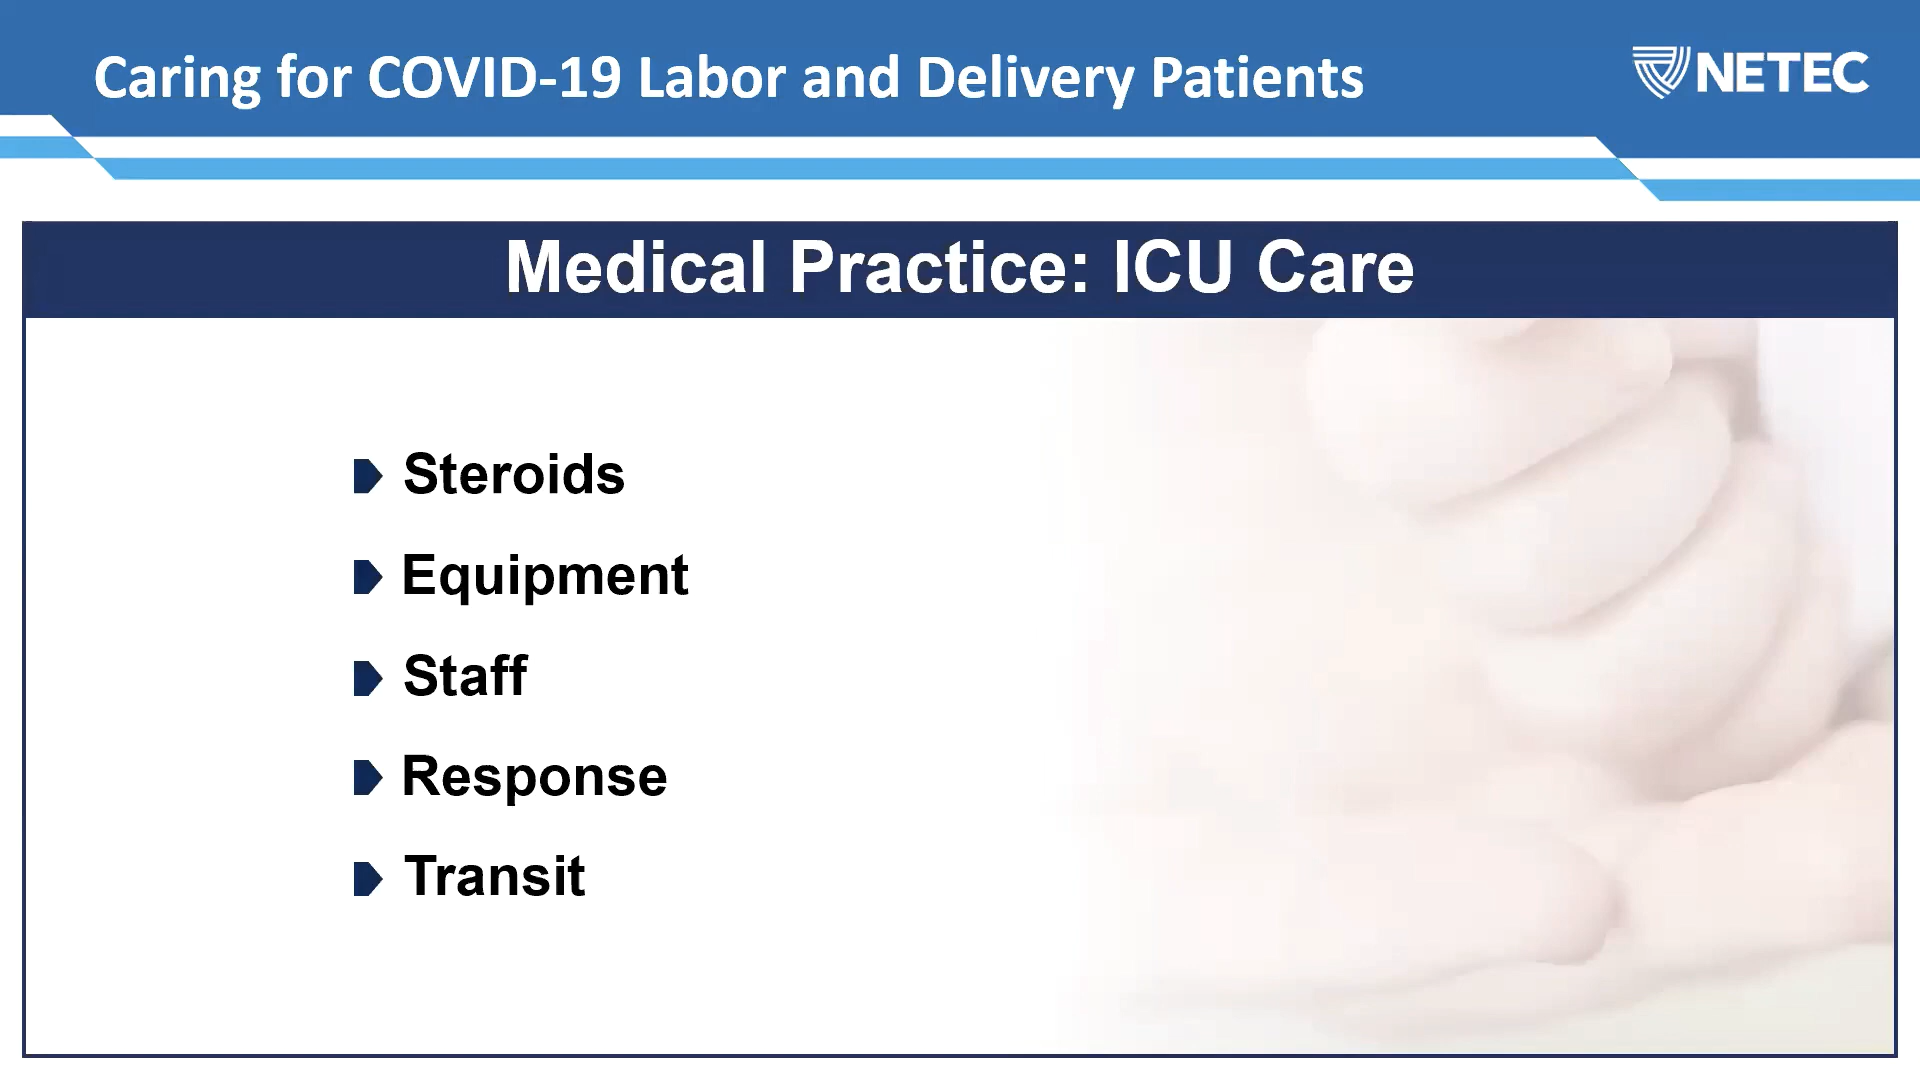 Caring for COVID-19 Labor and Delivery Patients
NETEC
Medical Practice: ICU Care
Steroids
Equipment
Staff
Response
Transit